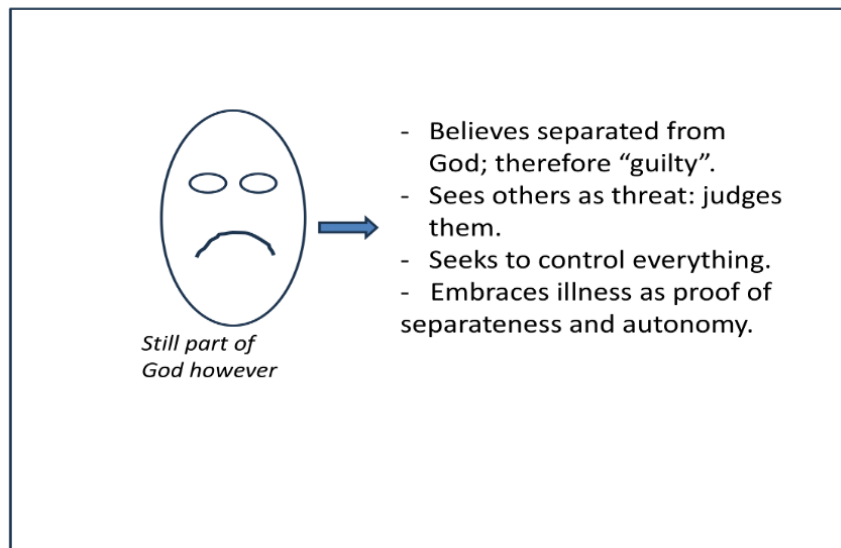 - Believes separated from
God; therefore “guilty”.
- Sees others as threat: judges
them.
- Seeks to control everything.
- Embraces illness as proof of
separateness and autonomy.
Still part of
God however